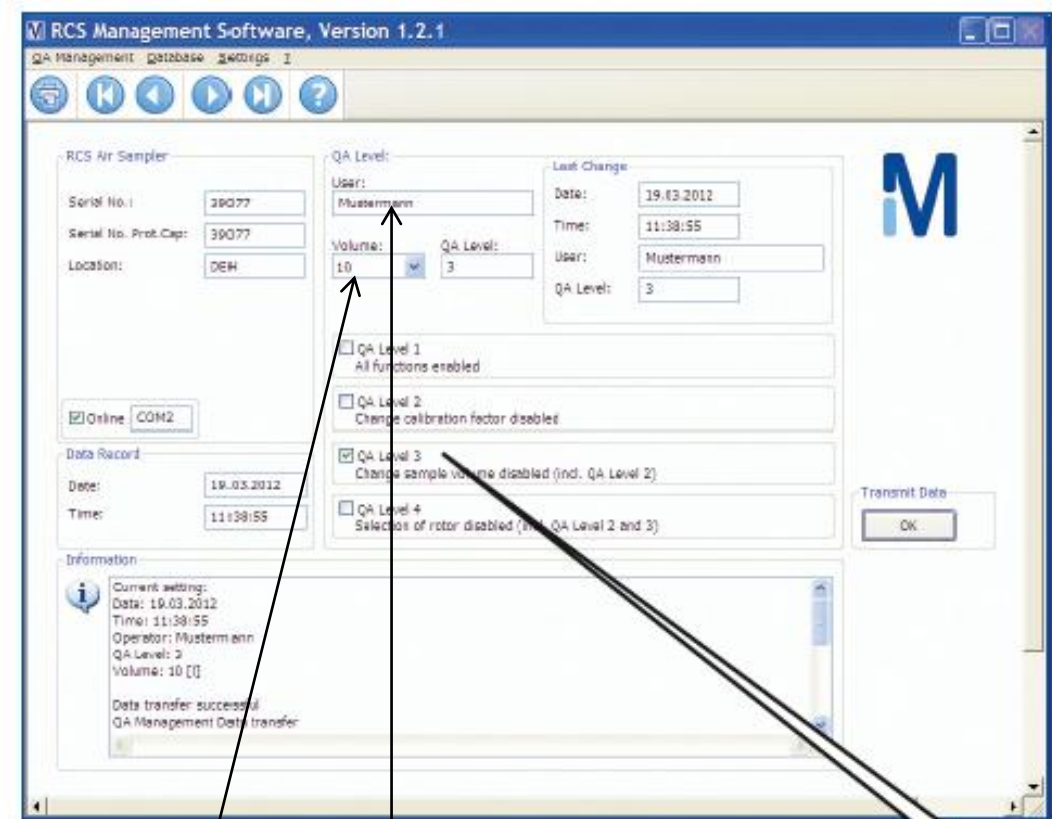 RCS Management Software, Version 1.2.1
QA Management Database Settings ?
RCS Air Sampler
Serial No.: 39077
Serial No. Prot.Cap: 39077
Location: DEIH
Online COM2
Data Record
Date: 19.03.2012
Time: 11:38:55
QA Level:
User:
Mustermann
Volume: QA Level:
10 3
Last Change
Date: 19.03.2012
Time: 11:38:55
User: Mustermann
QA Level: 3
QA Level 1
All functions enabled
QA Level 2
Change calibration factor disabled
QA Level 3
Change sample volume disabled (incl. QA Level 2)
QA Level 4
Selection of rotor disabled (incl. QA Level 2 and 3)
Transmit Data
OK
Information
Current setting:
Date: 19.03.2012
Time: 11:38:55
Operator: Mustermann
QA Level: 3
Volume: 10 [l]
Data transfer successful
QA Management Data transfer